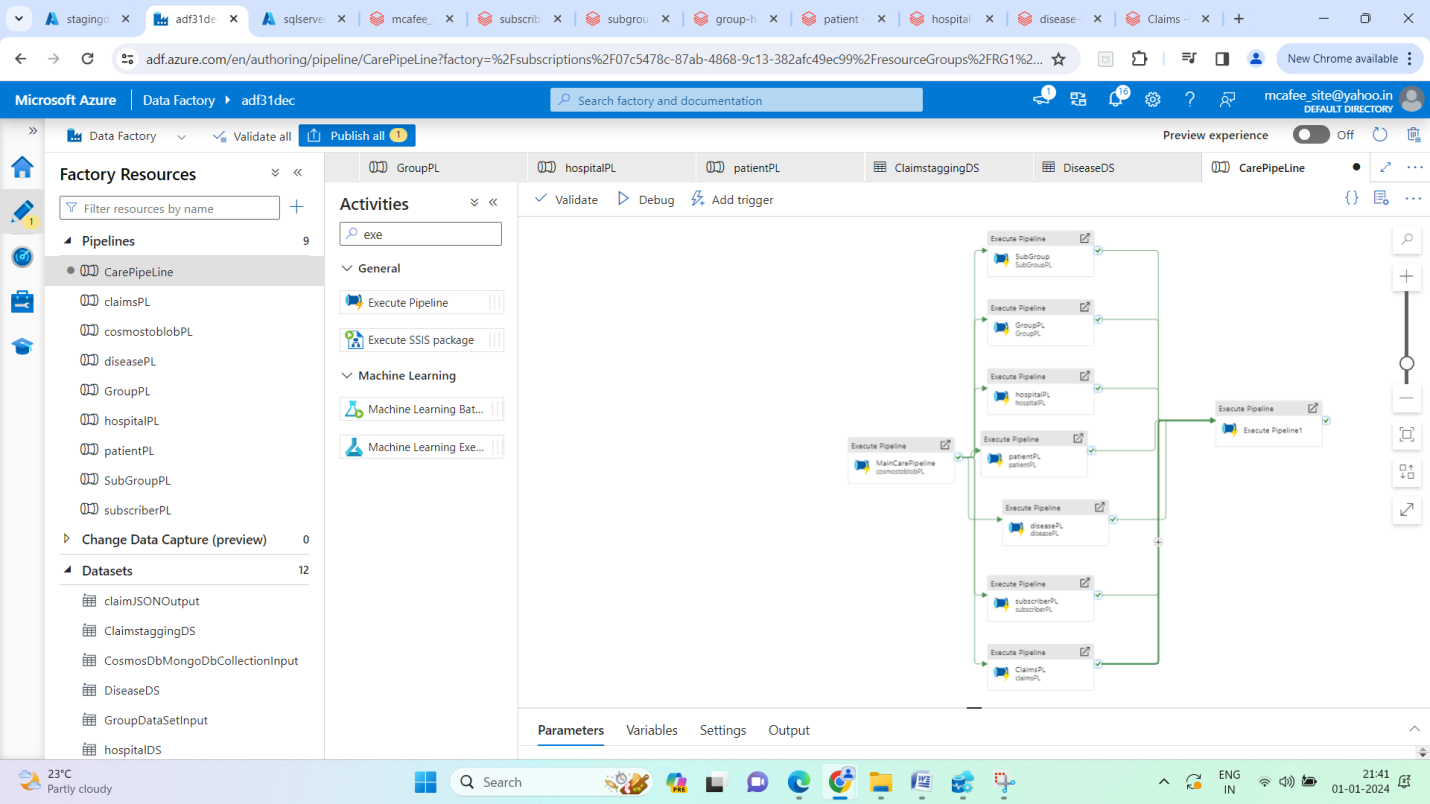 stagingd
adf31de
sqlserve
mcafee_
subscrib
subgrou
group-h
patient -
hospital
disease-
Claims -
adf.azure.com/en/authoring/pipeline/CarePipeLine?factory=%2Fsubscriptions%2F07c5478c-87ab-4868-9c13-382afc49ec99%2FresourceGroups%2FRG1%2...
New Chrome available
Microsoft Azure
Data Factory
adf31dec
Search factory and documentation
1
16
mcafee_site@yahoo.in
DEFAULT DIRECTORY
Data Factory
Validate all
Publish all 1
Preview experience
Off
1
Factory Resources
Filter resources by name
Pipelines 9
CarePipeLine
claimsPL
cosmostoblobPL
diseasePL
GroupPL
hospitalPL
patientPL
SubGroupPL
subscriberPL
Change Data Capture (preview) 0
Datasets 12
claimJSONOutput
ClaimstaggingDS
CosmosDbMongoDbCollectionInput
DiseaseDS
GroupDataSetInput
hospitalDS
GroupPL
hospitalPL
patientPL
ClaimstaggingDS
DiseaseDS
CarePipeLine
Activities
exe
General
Execute Pipeline
Execute SSIS package
Machine Learning
Machine Learning Bat...
Machine Learning Exe...
Validate
Debug
Add trigger
Execute Pipeline
MainCarePipeline
cosmostoblobPL
Execute Pipeline
SubGroup
SubGroupPL
Execute Pipeline
GroupPL
GroupPL
Execute Pipeline
hospitalPL
hospitalPL
Execute Pipeline
patientPL
patientPL
Execute Pipeline
diseasePL
diseasePL
Execute Pipeline
subscriberPL
subscriberPL
Execute Pipeline
ClaimsPL
claimsPL
Execute Pipeline
Execute Pipeline1
Parameters
Variables
Settings
Output
23°C
Partly cloudy
Search
PRE
ENG
IN
21:41
01-01-2024